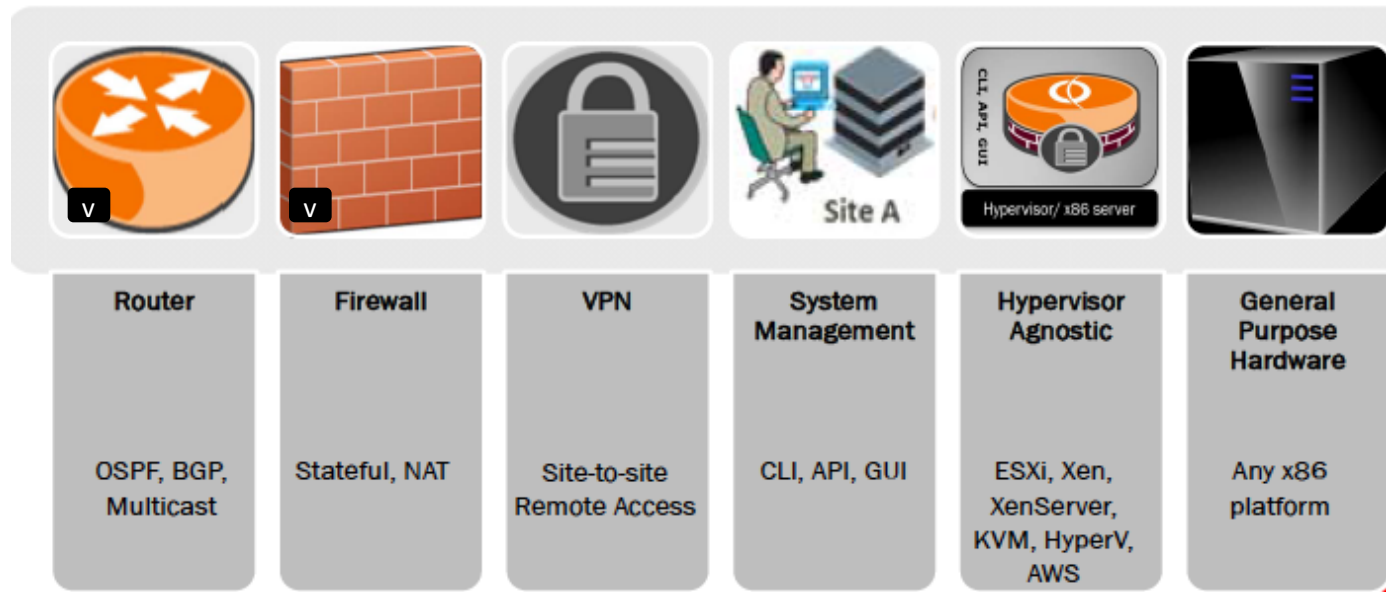 v
v
Site A
CLI, API, GUI
Hypervisor/ x86 server
Router
OSPF, BGP,
Multicast
Firewall
Stateful, NAT
VPN
Site-to-site
Remote Access
System
Management
CLI, API, GUI
Hypervisor
Agnostic
ESXi, Xen,
XenServer,
KVM, HyperV,
AWS
General
Purpose
Hardware
Any x86
platform